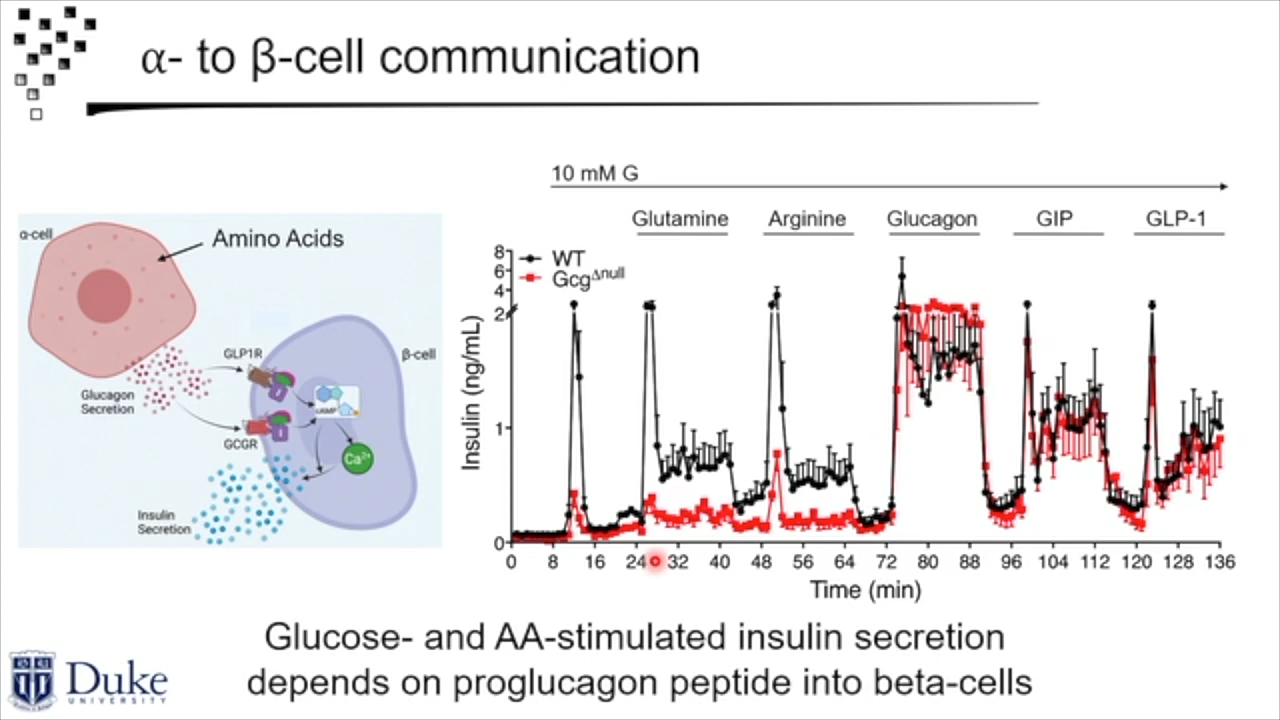 α- to β-cell communication
10 mM G
Glutamine Arginine Glucagon GIP GLP-1
α-cell
Amino Acids
GLP1R
β-cell
cAMP
Glucagon
Secretion
GCGR
Ca²⁺
Insulin
Secretion
WT
Gcg^Δnull
Insulin (ng/mL)
8
6
4
2
1
0
0 8 16 24 32 40 48 56 64 72 80 88 96 104 112 120 128 136
Time (min)
Glucose- and AA-stimulated insulin secretion
depends on proglucagon peptide into beta-cells
Duke
UNIVERSITY